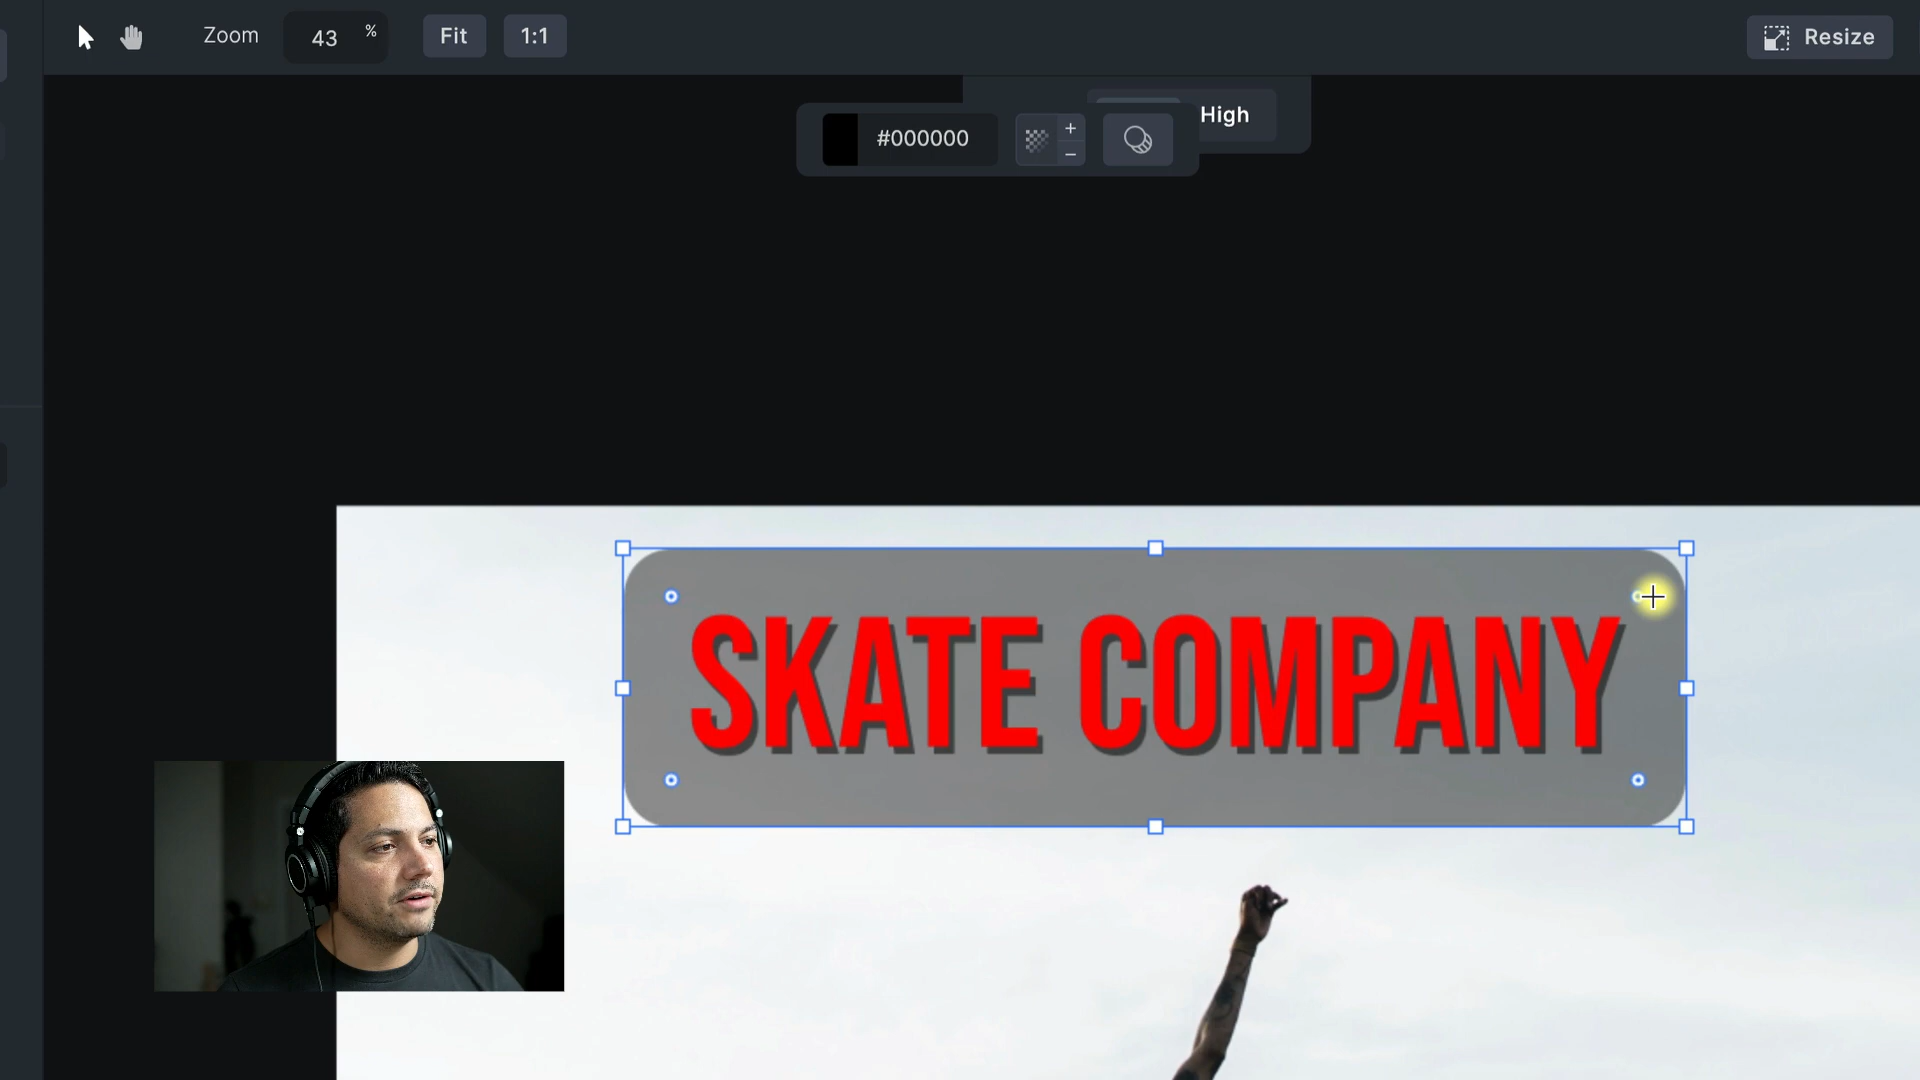 Zoom 43 % Fit 1:1 Resize
High
#000000 + −
SKATE COMPANY